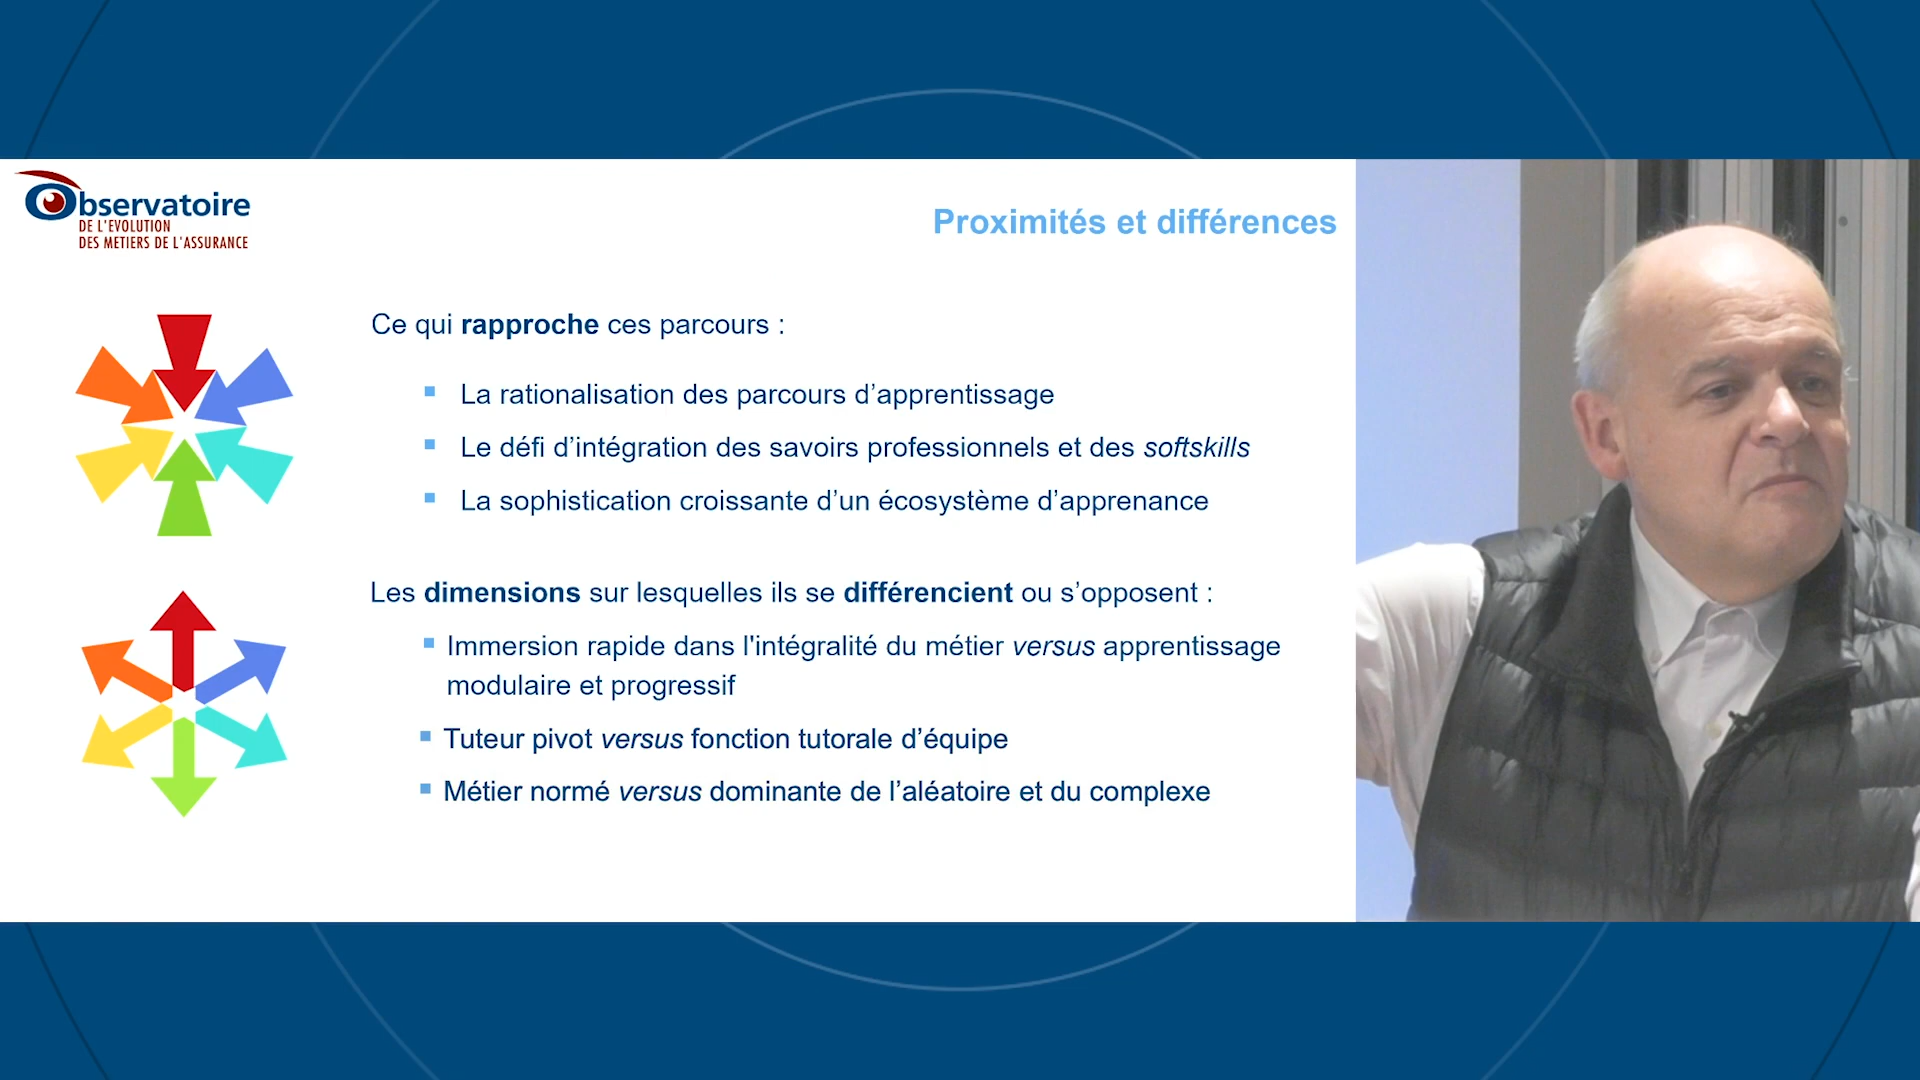 Observatoire
DE L'EVOLUTION
DES METIERS DE L'ASSURANCE
Proximités et différences
Ce qui rapproche ces parcours :
La rationalisation des parcours d’apprentissage
Le défi d’intégration des savoirs professionnels et des softskills
La sophistication croissante d’un écosystème d’apprenance
Les dimensions sur lesquelles ils se différencient ou s’opposent :
Immersion rapide dans l'intégralité du métier versus apprentissage
modulaire et progressif
Tuteur pivot versus fonction tutorale d’équipe
Métier normé versus dominante de l’aléatoire et du complexe